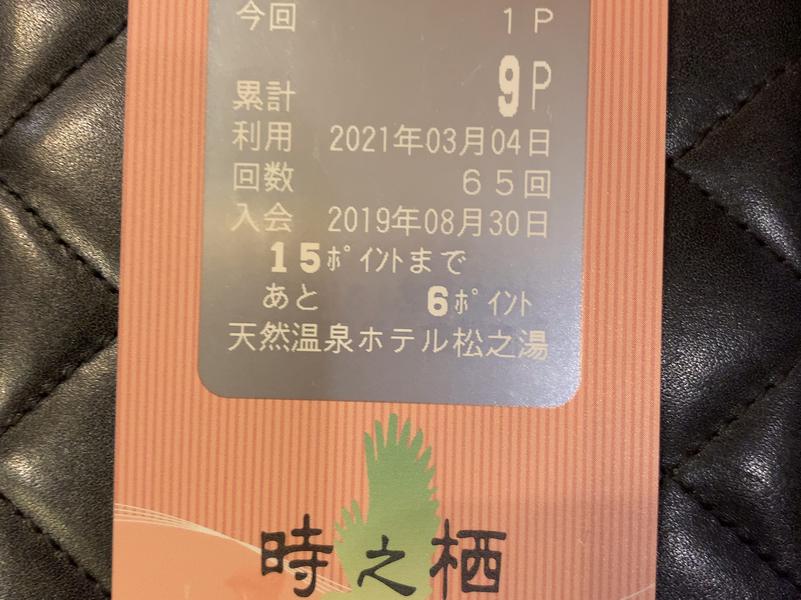 今回 1P
累計 9P
利用 2021年03月04日
回数 65回
入会 2019年08月30日
15ﾎﾟｲﾝﾄまで
あと 6ﾎﾟｲﾝﾄ
天然温泉ホテル松之湯
時之栖